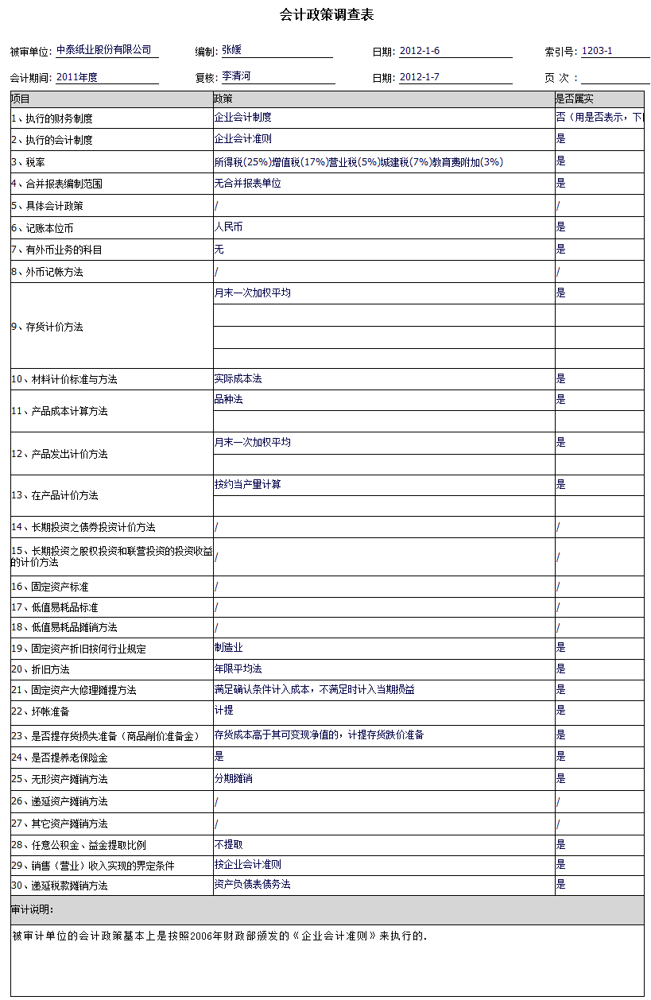 会计政策调查表
被审单位: 中泰纸业股份有限公司 编制: 张媛 日期: 2012-1-6 索引号: 1203-1
会计期间: 2011年度 复核: 李清河 日期: 2012-1-7 页 次 :
项目 政策 是否属实
1、执行的财务制度 企业会计制度 否（用是否表示，下
2、执行的会计制度 企业会计准则 是
3、税率 所得税(25%)增值税(17%)营业税(5%)城建税(7%)教育费附加(3%) 是
4、合并报表编制范围 无合并报表单位 是
5、具体会计政策 / /
6、记账本位币 人民币 是
7、有外币业务的科目 无 是
8、外币记帐方法 / /
9、存货计价方法 月末一次加权平均 是
10、材料计价标准与方法 实际成本法 是
11、产品成本计算方法 品种法 是
12、产品发出计价方法 月末一次加权平均 是
13、在产品计价方法 按约当产量计算 是
14、长期投资之债券投资计价方法 / /
15、长期投资之股权投资和联营投资的投资收益
的计价方法 / /
16、固定资产标准 / /
17、低值易耗品标准 / /
18、低值易耗品摊销方法 / /
19、固定资产折旧按何行业规定 制造业 是
20、折旧方法 年限平均法 是
21、固定资产大修理摊提方法 满足确认条件计入成本，不满足时计入当期损益 是
22、坏帐准备 计提 是
23、是否提存货损失准备（商品削价准备金） 存货成本高于其可变现净值的，计提存货跌价准备 是
24、是否提养老保险金 是 是
25、无形资产摊销方法 分期摊销 是
26、递延资产摊销方法 / /
27、其它资产摊销方法 / /
28、任意公积金、益金提取比例 不提取 是
29、销售（营业）收入实现的界定条件 按企业会计准则 是
30、递延税款摊销方法 资产负债表债务法 是
审计说明：
被审计单位的会计政策基本上是按照2006年财政部颁发的《企业会计准则》来执行的.